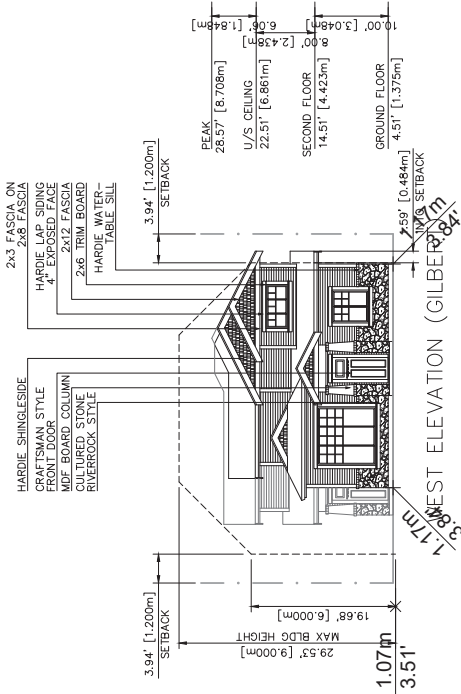 2x3 FASCIA ON
2x8 FASCIA
HARDIE LAP SIDING
4" EXPOSED FACE
2x12 FASCIA
2x6 TRIM BOARD
HARDIE WATER-
TABLE SILL
HARDIE SHINGLESIDE
CRAFTSMAN STYLE
FRONT DOOR
MDF BOARD COLUMN
CULTURED STONE
RIVERROCK STYLE
3.94' [1.200m]
SETBACK
3.94' [1.200m]
SETBACK
PEAK
28.57' [8.708m]
U/S CEILING
22.51' [6.861m]
SECOND FLOOR
14.51' [4.423m]
GROUND FLOOR
4.51' [1.375m]
6.06' [1.848m]
8.00' [2.438m]
10.00' [3.048m]
1.59' [0.484m]
SETBACK
1.17m
3.84'
1.17m
3.84'
EST ELEVATION (GILBE
19.68' [6.000m]
MAX BLDG HEIGHT
29.53' [9.000m]
1.07m
3.51'